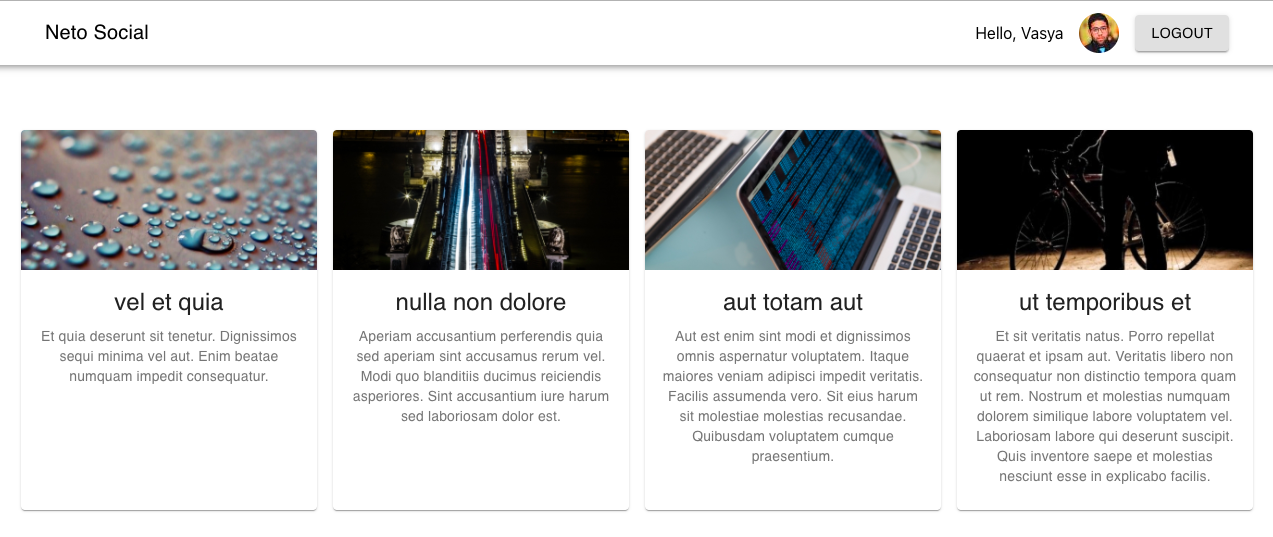 Neto Social
Hello, Vasya
LOGOUT
vel et quia
Et quia deserunt sit tenetur. Dignissimos
sequi minima vel aut. Enim beatae
numquam impedit consequatur.
nulla non dolore
Aperiam accusantium perferendis quia
sed aperiam sint accusamus rerum vel.
Modi quo blanditiis ducimus reiciendis
asperiores. Sint accusantium iure harum
sed laboriosam dolor est.
aut totam aut
Aut est enim sint modi et dignissimos
omnis aspernatur voluptatem. Itaque
maiores veniam adipisci impedit veritatis.
Facilis assumenda vero. Sit eius harum
sit molestiae molestias recusandae.
Quibusdam voluptatem cumque
praesentium.
ut temporibus et
Et sit veritatis natus. Porro repellat
quaerat et ipsam aut. Veritatis libero non
consequatur non distinctio tempora quam
ut rem. Nostrum et molestias numquam
dolorem similique labore voluptatem vel.
Laboriosam labore qui deserunt suscipit.
Quis inventore saepe et molestias
nesciunt esse in explicabo facilis.